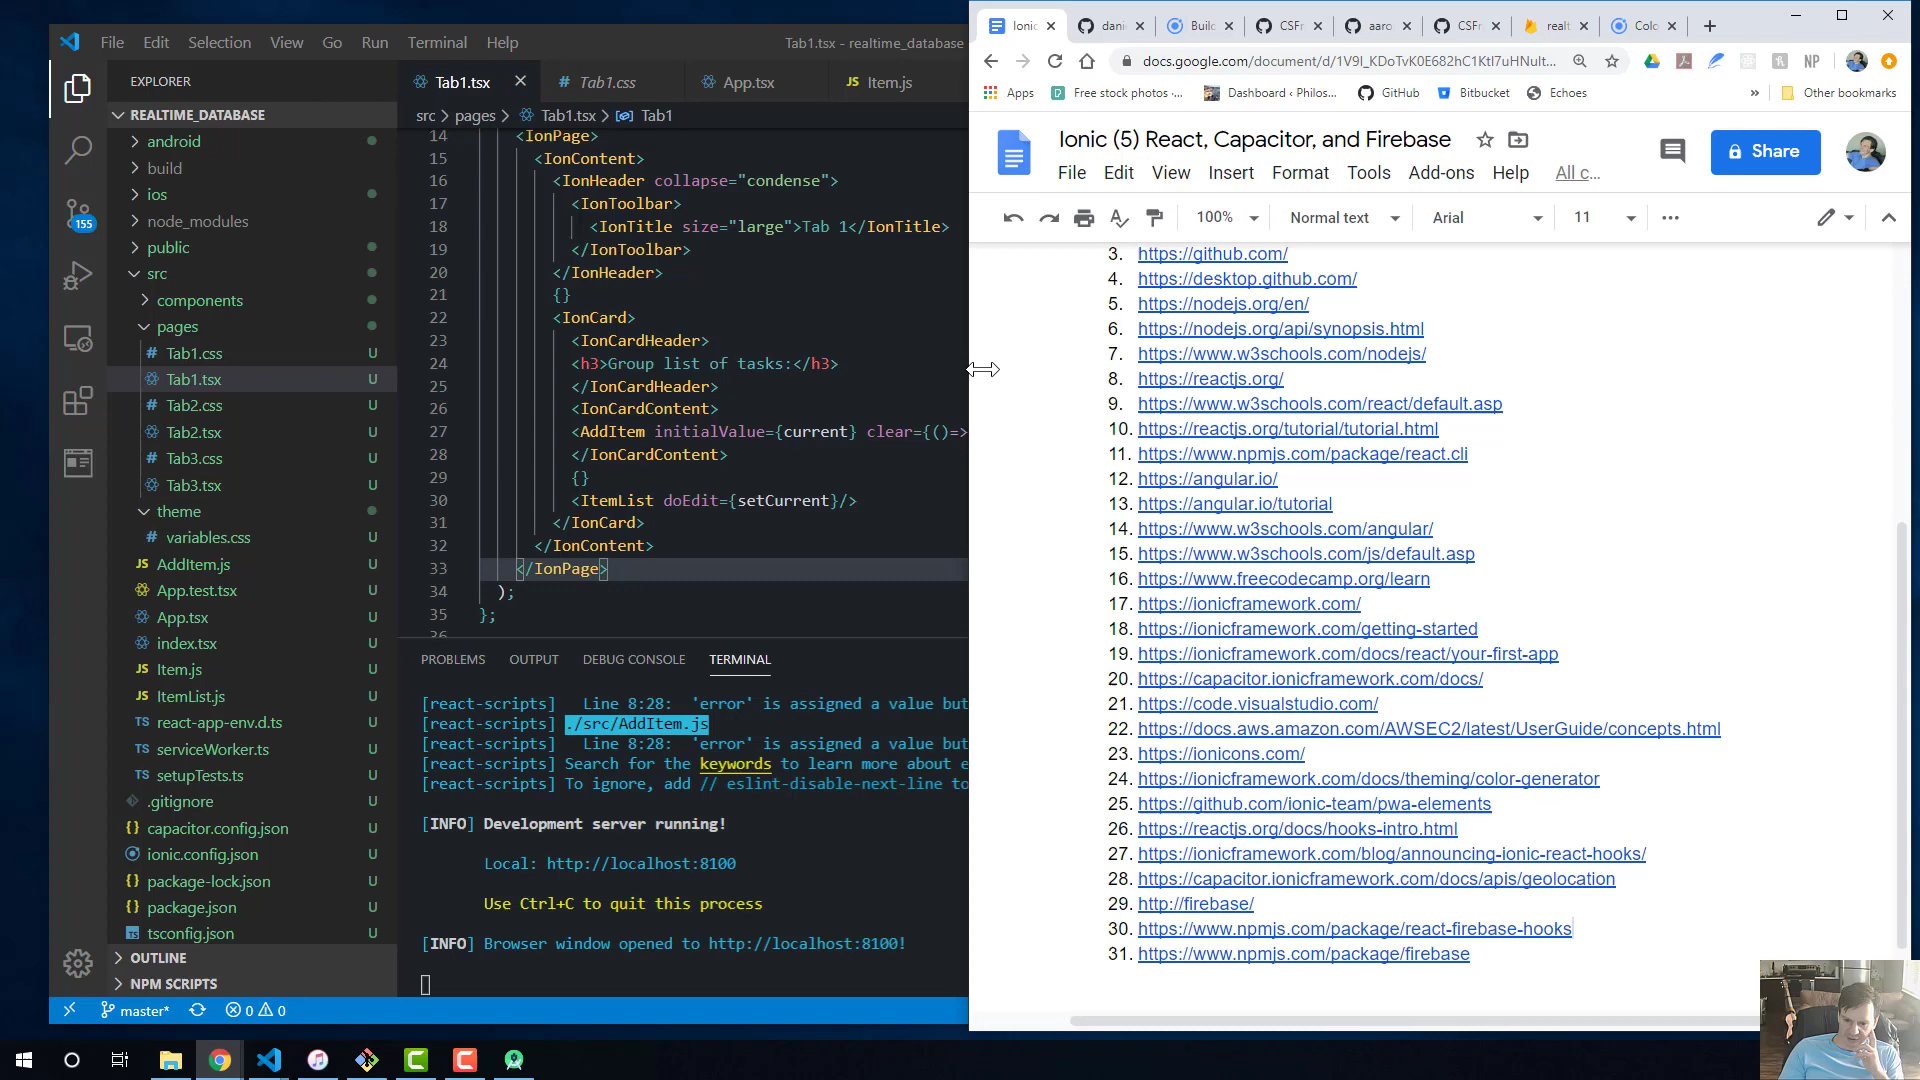 File Edit Selection View Go Run Terminal Help
Tab1.tsx - realtime_database
EXPLORER
REALTIME_DATABASE
android
build
ios
node_modules
public
src
components
pages
Tab1.css U
Tab1.tsx U
Tab2.css U
Tab2.tsx U
Tab3.css U
Tab3.tsx U
theme
variables.css U
JS AddItem.js U
App.test.tsx U
App.tsx U
index.tsx U
JS Item.js U
JS ItemList.js U
TS react-app-env.d.ts U
TS serviceWorker.ts U
TS setupTests.ts U
.gitignore U
{} capacitor.config.json U
ionic.config.json U
{} package-lock.json U
{} package.json U
TS tsconfig.json U
OUTLINE
NPM SCRIPTS
155
Tab1.tsx # Tab1.css App.tsx JS Item.js
src > pages > Tab1.tsx > Tab1
14 <IonPage>
15 <IonContent>
16 <IonHeader collapse="condense">
17 <IonToolbar>
18 <IonTitle size="large">Tab 1</IonTitle>
19 </IonToolbar>
20 </IonHeader>
21 {}
22 <IonCard>
23 <IonCardHeader>
24 <h3>Group list of tasks:</h3>
25 </IonCardHeader>
26 <IonCardContent>
27 <AddItem initialValue={current} clear={()=>
28 </IonCardContent>
29 {}
30 <ItemList doEdit={setCurrent}/>
31 </IonCard>
32 </IonContent>
33 </IonPage>
34 );
35 };
36
PROBLEMS OUTPUT DEBUG CONSOLE TERMINAL
[react-scripts] Line 8:28: 'error' is assigned a value but
[react-scripts] ./src/AddItem.js
[react-scripts] Line 8:28: 'error' is assigned a value but
[react-scripts] Search for the keywords to learn more about e
[react-scripts] To ignore, add // eslint-disable-next-line to
[INFO] Development server running!
Local: http://localhost:8100
Use Ctrl+C to quit this process
[INFO] Browser window opened to http://localhost:8100!
master* 0 0
Ionic dani Build CSFr aaro CSFr realt Colo
docs.google.com/document/d/1V9I_KDoTvK0E682hC1KtI7uHNuIt...
NP
Apps Free stock photos ·... Dashboard ‹ Philos... GitHub Bitbucket Echoes » Other bookmarks
Ionic (5) React, Capacitor, and Firebase
Share
File Edit View Insert Format Tools Add-ons Help All c...
100% Normal text Arial 11
3. https://github.com/
4. https://desktop.github.com/
5. https://nodejs.org/en/
6. https://nodejs.org/api/synopsis.html
7. https://www.w3schools.com/nodejs/
8. https://reactjs.org/
9. https://www.w3schools.com/react/default.asp
10. https://reactjs.org/tutorial/tutorial.html
11. https://www.npmjs.com/package/react.cli
12. https://angular.io/
13. https://angular.io/tutorial
14. https://www.w3schools.com/angular/
15. https://www.w3schools.com/js/default.asp
16. https://www.freecodecamp.org/learn
17. https://ionicframework.com/
18. https://ionicframework.com/getting-started
19. https://ionicframework.com/docs/react/your-first-app
20. https://capacitor.ionicframework.com/docs/
21. https://code.visualstudio.com/
22. https://docs.aws.amazon.com/AWSEC2/latest/UserGuide/concepts.html
23. https://ionicons.com/
24. https://ionicframework.com/docs/theming/color-generator
25. https://github.com/ionic-team/pwa-elements
26. https://reactjs.org/docs/hooks-intro.html
27. https://ionicframework.com/blog/announcing-ionic-react-hooks/
28. https://capacitor.ionicframework.com/docs/apis/geolocation
29. http://firebase/
30. https://www.npmjs.com/package/react-firebase-hooks
31. https://www.npmjs.com/package/firebase